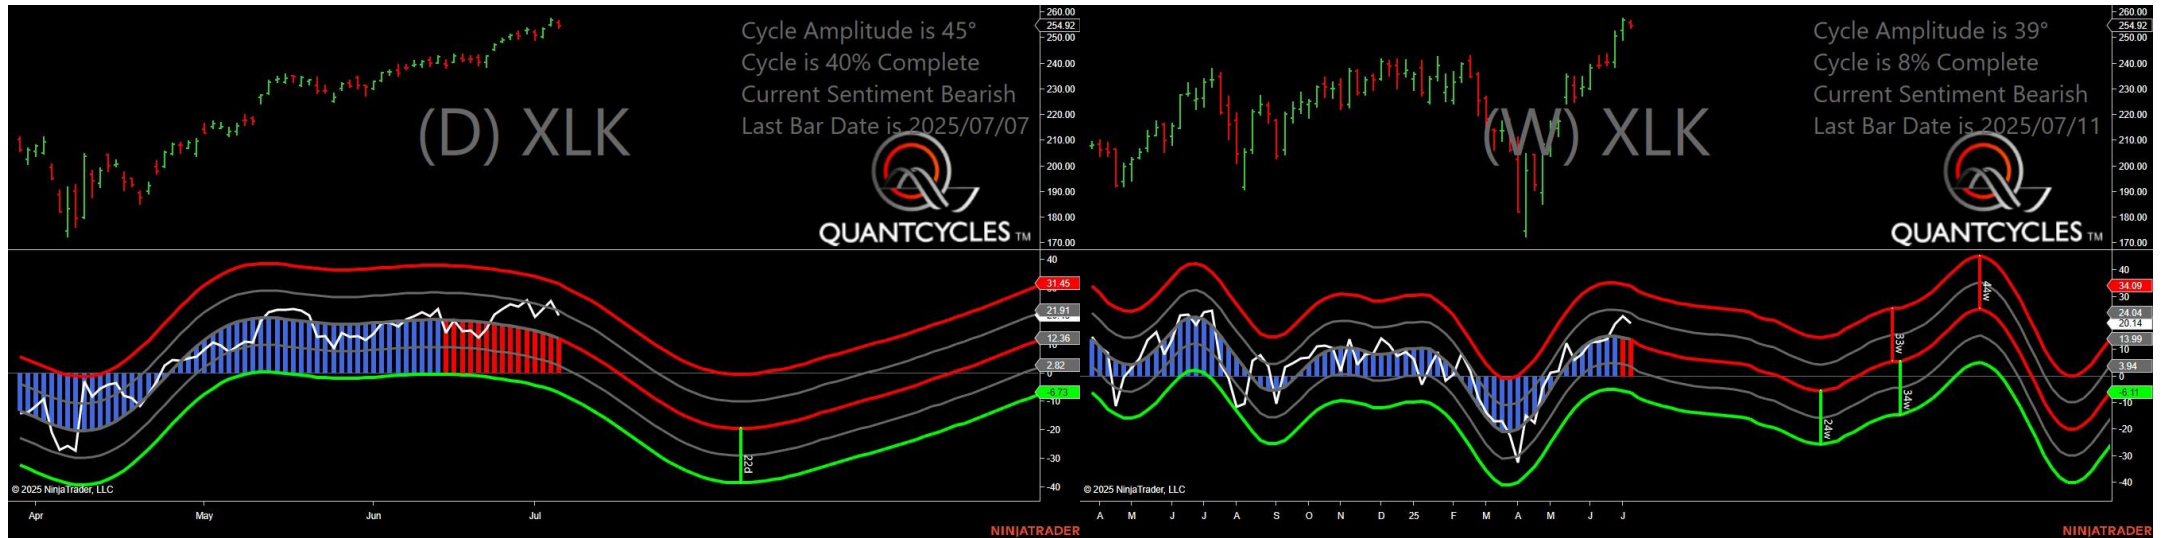 Cycle Amplitude is 45°
Cycle is 40% Complete
Current Sentiment Bearish
Last Bar Date is 2025/07/07
(D) XLK
QUANTCYCLES TM
260.00
254.92
250.00
240.00
230.00
220.00
210.00
200.00
190.00
180.00
170.00
40
31.45
21.91
12.36
10
2.82
0
-6.73
-10
-20
-30
-40
22d
© 2025 NinjaTrader, LLC
Apr May Jun Jul
NINJATRADER
Cycle Amplitude is 39°
Cycle is 8% Complete
Current Sentiment Bearish
Last Bar Date is 2025/07/11
(W) XLK
QUANTCYCLES TM
260.00
254.92
250.00
240.00
230.00
220.00
210.00
200.00
190.00
180.00
170.00
40
34.09
30
24.04
20.14
13.99
10
3.94
0
-6.11
-10
-20
-30
-40
44w
33w
34w
24w
© 2025 NinjaTrader, LLC
A M J J A S O N D 25 F M A M J J
NINJATRADER